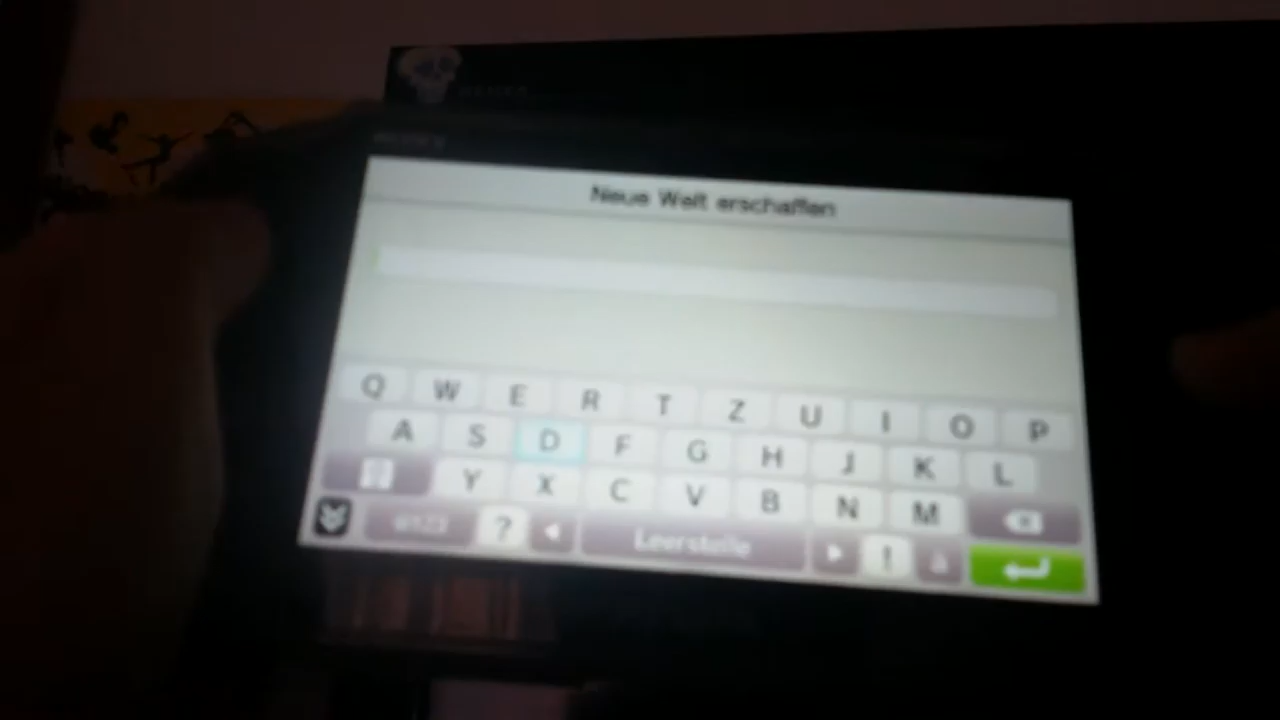 Neue Welt erschaffen
Q W E R T Z U I O P
A S D F G H J K L
Y X C V B N M
? Leerstelle !